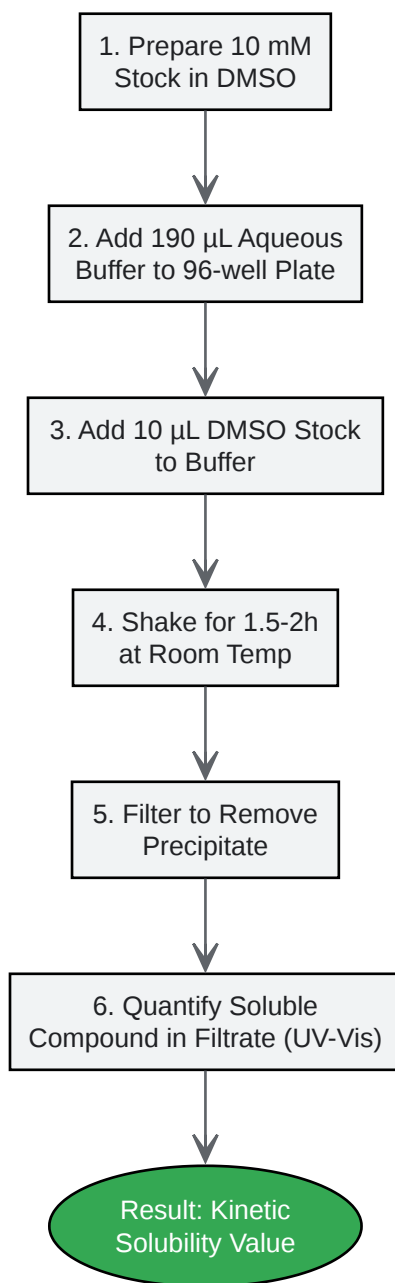 1. Prepare 10 mM
Stock in DMSO
2. Add 190 µL Aqueous
Buffer to 96-well Plate
3. Add 10 µL DMSO Stock
to Buffer
4. Shake for 1.5-2h
at Room Temp
5. Filter to Remove
Precipitate
6. Quantify Soluble
Compound in Filtrate (UV-Vis)
Result: Kinetic
Solubility Value